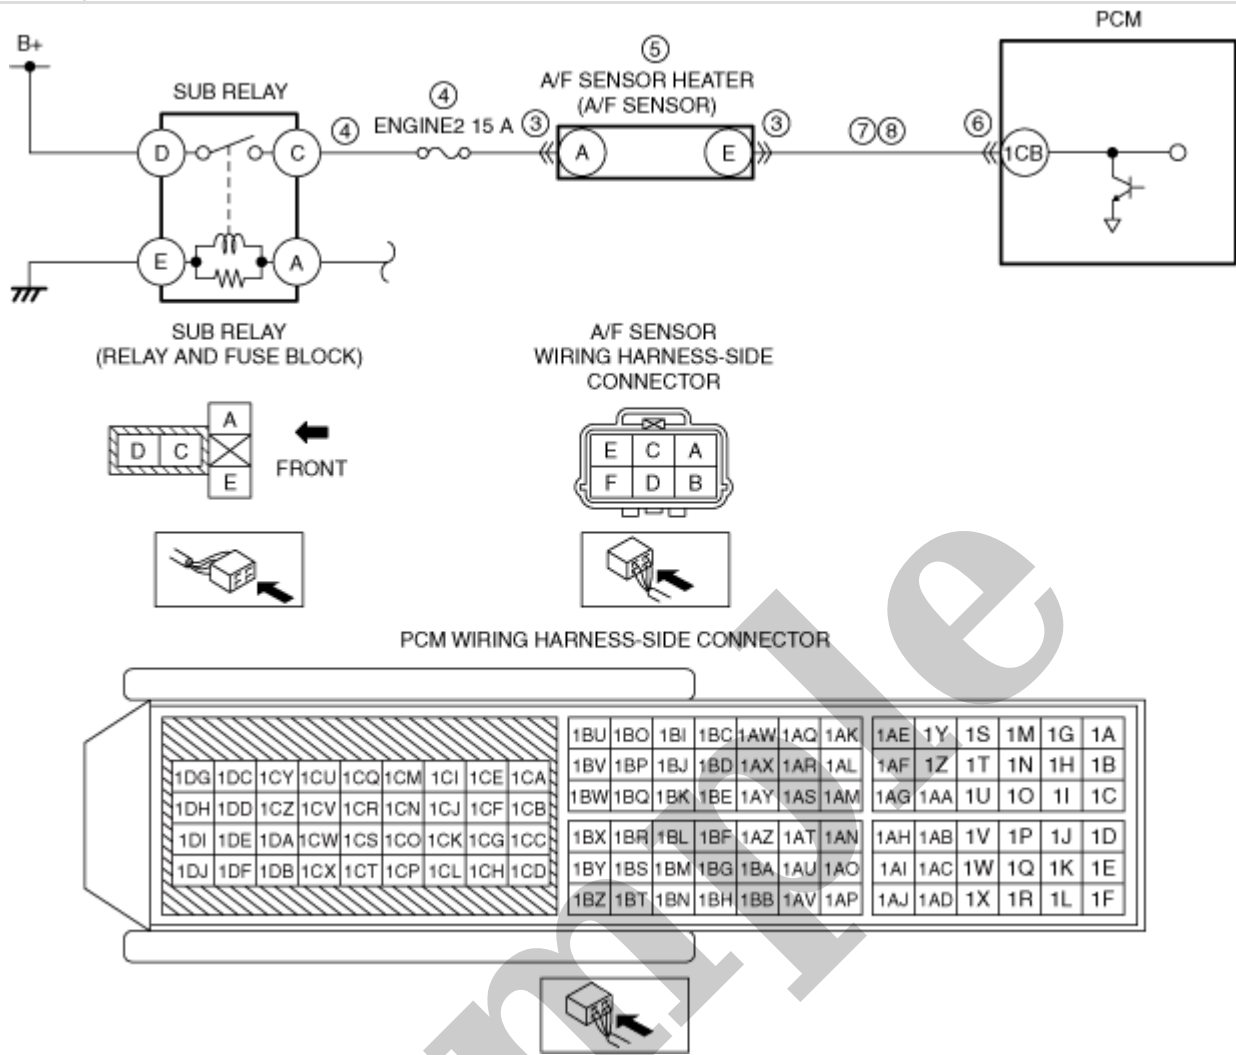 PCM
B+
⑤
A/F SENSOR HEATER
(A/F SENSOR)
SUB RELAY
④
ENGINE2 15 A
④
③
③
⑦⑧
⑥
D
C
A
E
1CB
E
A
SUB RELAY
(RELAY AND FUSE BLOCK)
A/F SENSOR
WIRING HARNESS-SIDE
CONNECTOR
A
D C
E
FRONT
E C A
F D B
PCM WIRING HARNESS-SIDE CONNECTOR
1BU 1BO 1BI 1BC 1AW 1AQ 1AK 1AE 1Y 1S 1M 1G 1A
1DG 1DC 1CY 1CU 1CQ 1CM 1CI 1CE 1CA 1BV 1BP 1BJ 1BD 1AX 1AR 1AL 1AF 1Z 1T 1N 1H 1B
1DH 1DD 1CZ 1CV 1CR 1CN 1CJ 1CF 1CB 1BW 1BQ 1BK 1BE 1AY 1AS 1AM 1AG 1AA 1U 1O 1I 1C
1DI 1DE 1DA 1CW 1CS 1CO 1CK 1CG 1CC 1BX 1BR 1BL 1BF 1AZ 1AT 1AN 1AH 1AB 1V 1P 1J 1D
1DJ 1DF 1DB 1CX 1CT 1CP 1CL 1CH 1CD 1BY 1BS 1BM 1BG 1BA 1AU 1AO 1AI 1AC 1W 1Q 1K 1E
1BZ 1BT 1BN 1BH 1BB 1AV 1AP 1AJ 1AD 1X 1R 1L 1F
mple